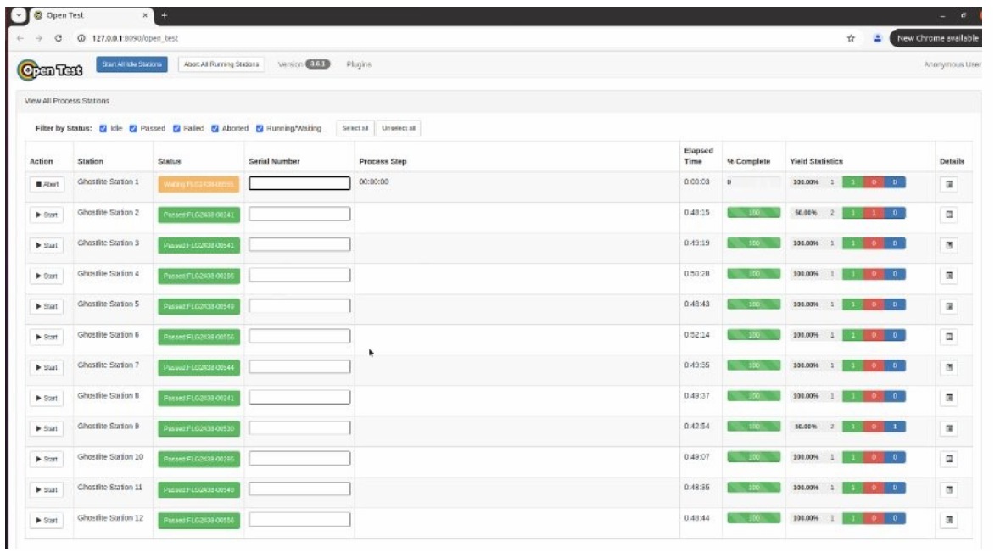 Open Test
127.0.0.1:8090/open_test
New Chrome available
Open Test
Start All Idle Stations
Abort All Running Stations
Version 3.6.1
Plugins
Anonymous User
View All Process Stations
Filter by Status: Idle Passed Failed Aborted Running/Waiting Select all Unselect all
Action Station Status Serial Number Process Step Elapsed Time % Complete Yield Statistics Details
Abort Ghostlite Station 1 00:00:00 0:00:03 0 100.00% 1 1 0 0
Start Ghostlite Station 2 Passed:FLG2438-00241 0:48:15 100 50.00% 2 1 1 0
Start Ghostlite Station 3 Passed:FLG2438-00541 0:49:19 100 100.00% 1 1 0 0
Start Ghostlite Station 4 0:50:28 100 100.00% 1 1 0 0
Start Ghostlite Station 5 Passed:FLG2438-00549 0:48:43 100 100.00% 1 1 0 0
Start Ghostlite Station 6 Passed:FLG2438-00556 0:52:14 100 100.00% 1 1 0 0
Start Ghostlite Station 7 Passed:FLG2438-00544 0:49:35 100 100.00% 1 1 0 0
Start Ghostlite Station 8 Passed:FLG2438-00241 0:49:37 100 100.00% 1 1 0 0
Start Ghostlite Station 9 Passed:FLG2438-00530 0:42:54 100 50.00% 2 1 0 1
Start Ghostlite Station 10 0:49:07 100 100.00% 1 1 0 0
Start Ghostlite Station 11 Passed:FLG2438-00549 0:48:35 100 100.00% 1 1 0 0
Start Ghostlite Station 12 Passed:FLG2438-00556 0:48:44 100 100.00% 1 1 0 0